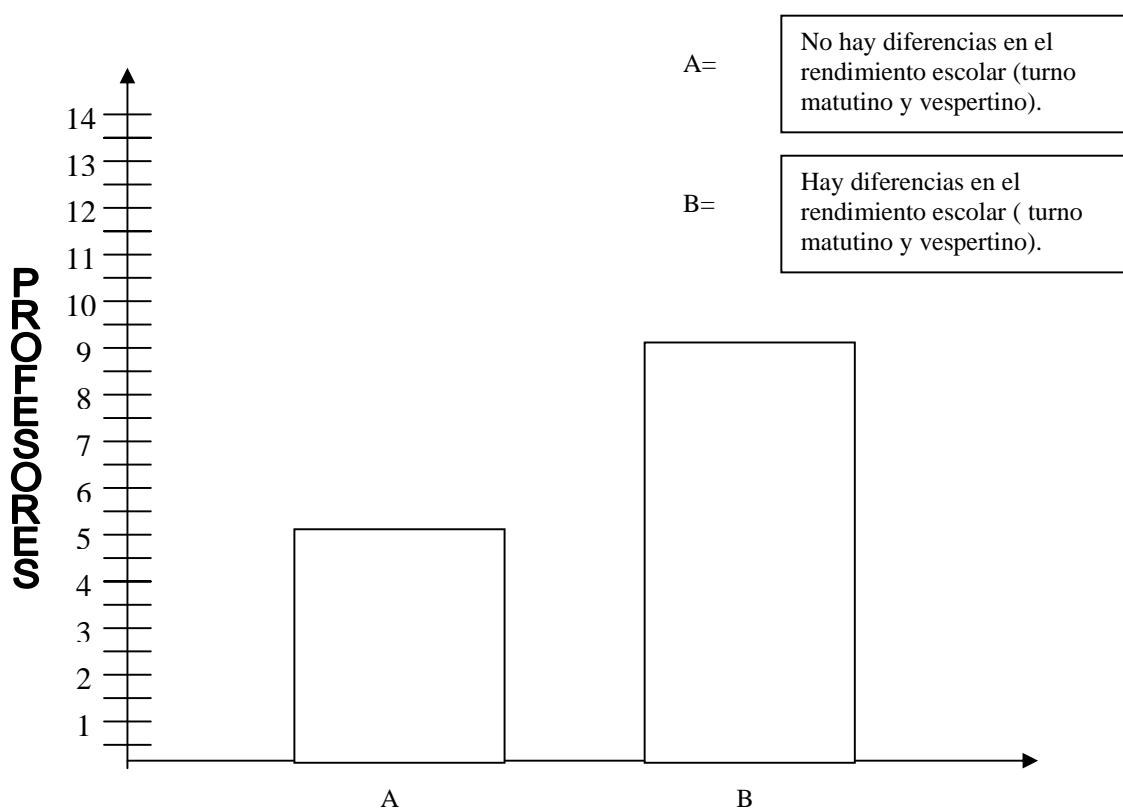 A=
No hay diferencias en el
rendimiento escolar (turno
matutino y vespertino).
B=
Hay diferencias en el
rendimiento escolar ( turno
matutino y vespertino).
PROFESORES
14
13
12
11
10
9
8
7
6
5
4
3
2
1
A
B